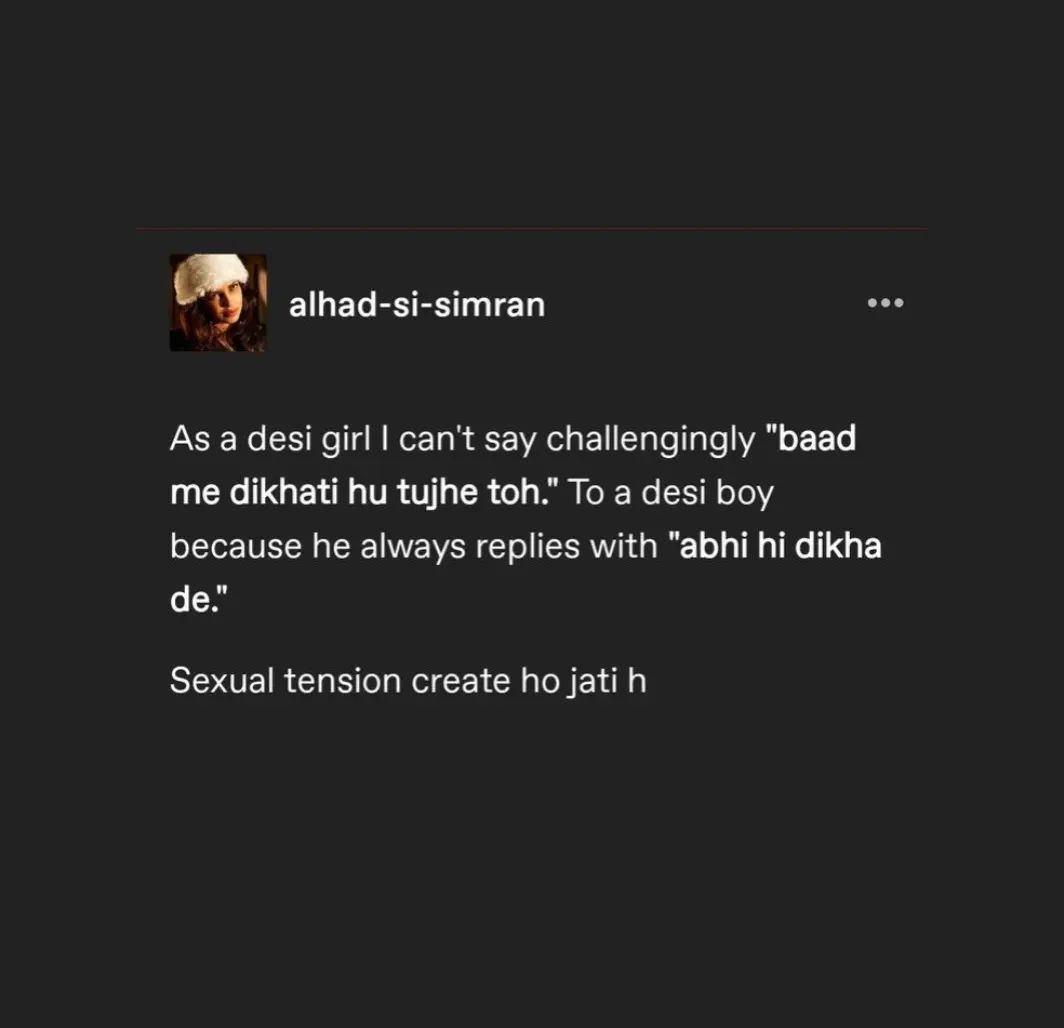 alhad-si-simran
As a desi girl I can't say challengingly "baad
me dikhati hu tujhe toh." To a desi boy
because he always replies with "abhi hi dikha
de."
Sexual tension create ho jati h